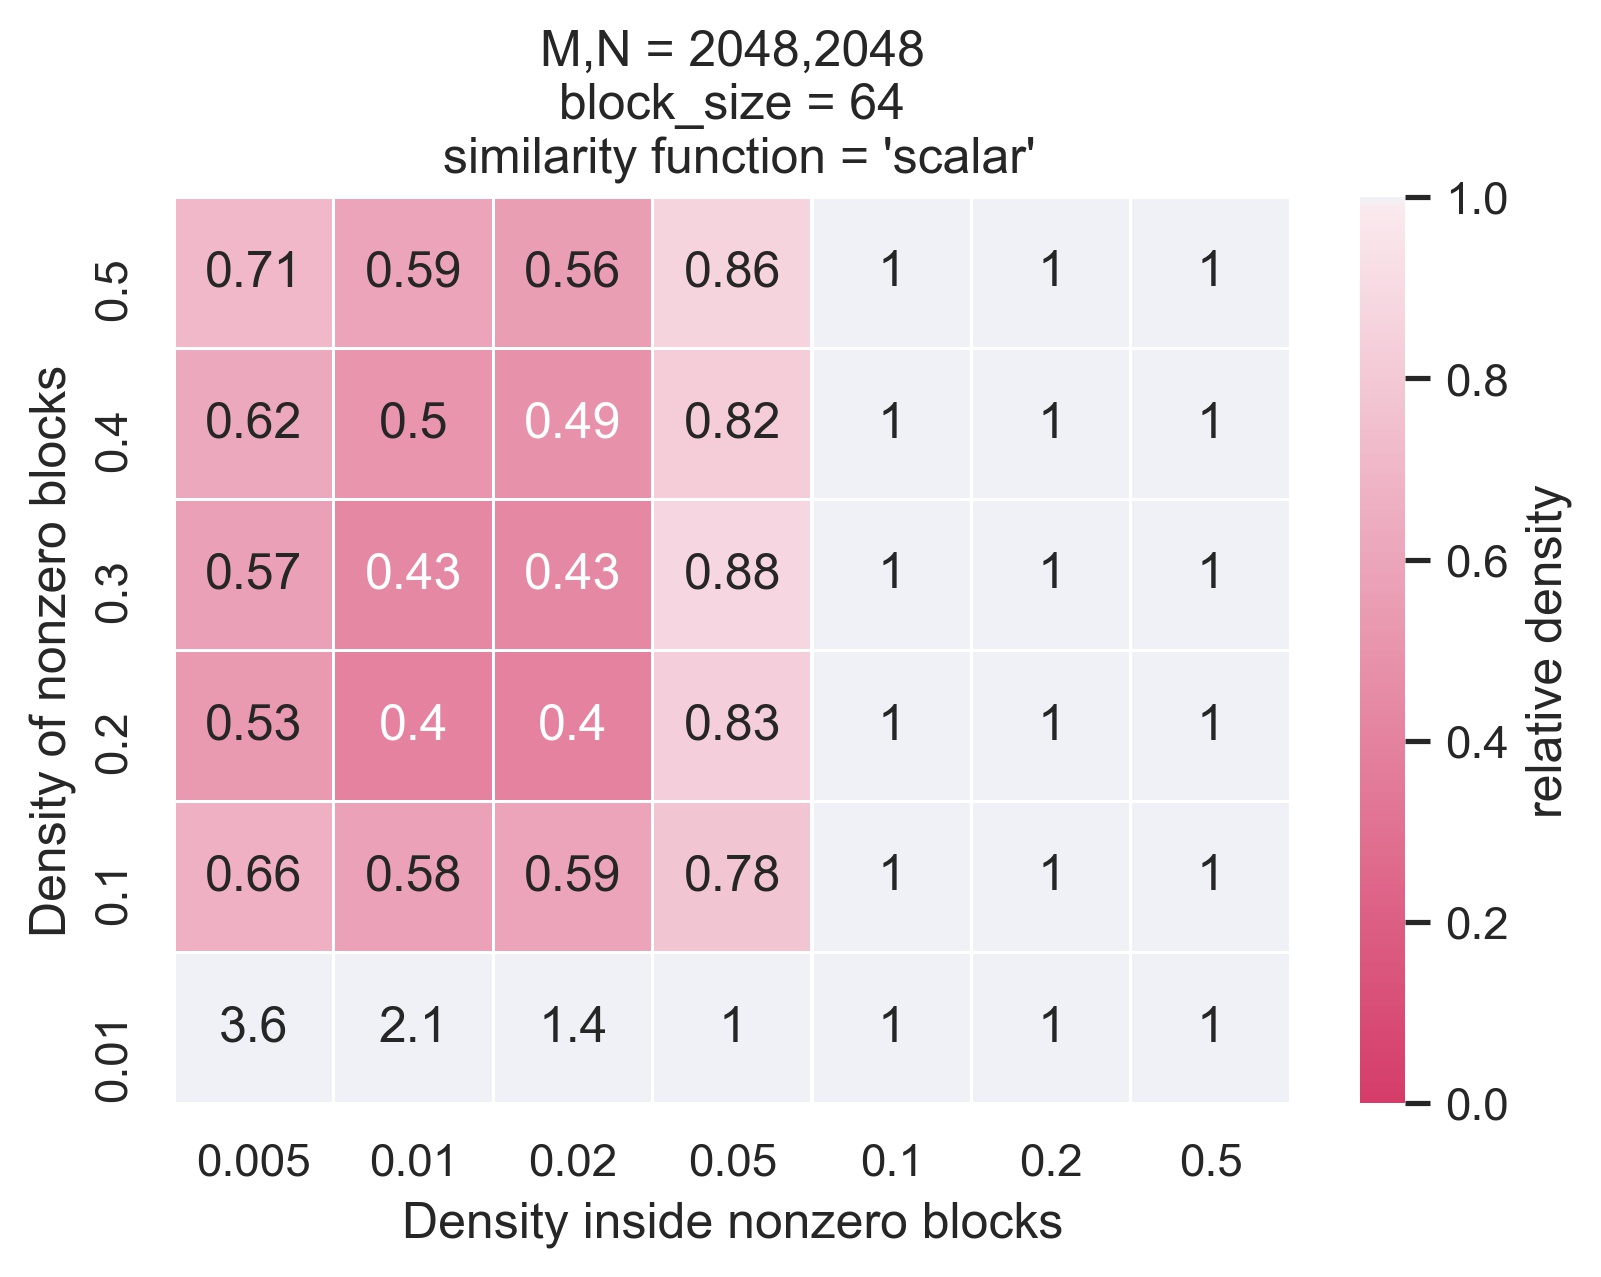 M,N = 2048,2048
block_size = 64
similarity function = 'scalar'
Density of nonzero blocks
0.5 0.71 0.59 0.56 0.86 1 1 1
0.4 0.62 0.5 0.49 0.82 1 1 1
0.3 0.57 0.43 0.43 0.88 1 1 1
0.2 0.53 0.4 0.4 0.83 1 1 1
0.1 0.66 0.58 0.59 0.78 1 1 1
0.01 3.6 2.1 1.4 1 1 1 1
0.005 0.01 0.02 0.05 0.1 0.2 0.5
Density inside nonzero blocks
1.0
0.8
0.6
0.4
0.2
0.0
relative density